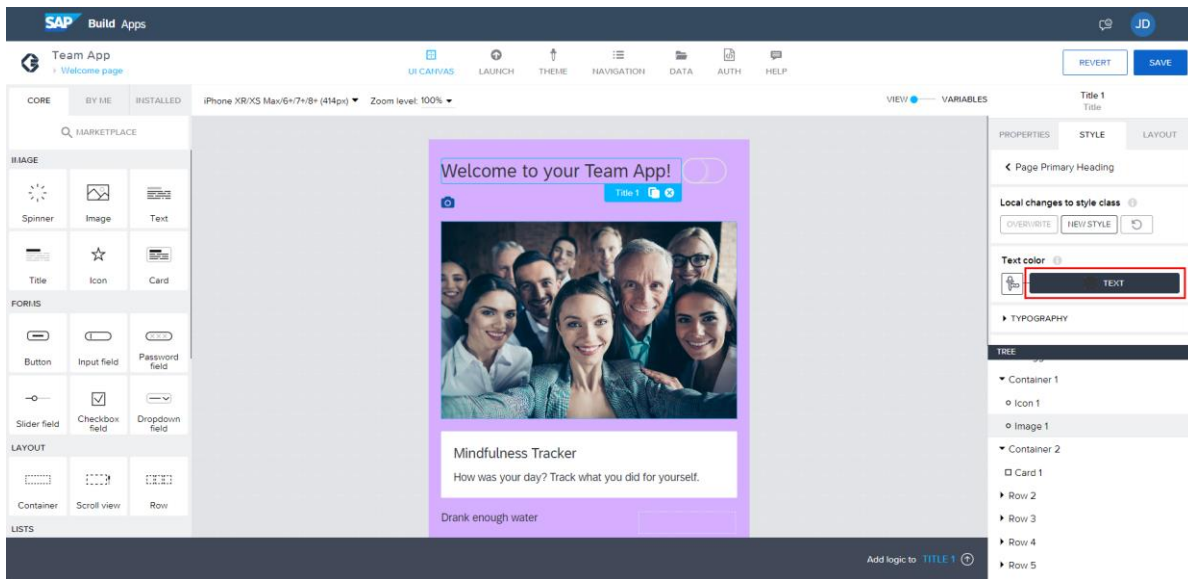 SAP Build Apps
JD
Team App
› Welcome page
UI CANVAS LAUNCH THEME NAVIGATION DATA AUTH HELP
REVERT SAVE
CORE BY ME INSTALLED
iPhone XR/XS Max/6+/7+/8+ (414px) Zoom level: 100%
VIEW VARIABLES
Title 1
Title
MARKETPLACE
PROPERTIES STYLE LAYOUT
IMAGE
Spinner Image Text
Title Icon Card
FORMS
Button Input field Password field
Slider field Checkbox field Dropdown field
LAYOUT
Container Scroll view Row
LISTS
Welcome to your Team App!
Title 1
Mindfulness Tracker
How was your day? Track what you did for yourself.
Drank enough water
Page Primary Heading
Local changes to style class
OVERWRITE NEW STYLE
Text color
TEXT
TYPOGRAPHY
TREE
Container 1
Icon 1
Image 1
Container 2
Card 1
Row 2
Row 3
Row 4
Row 5
Add logic to TITLE 1